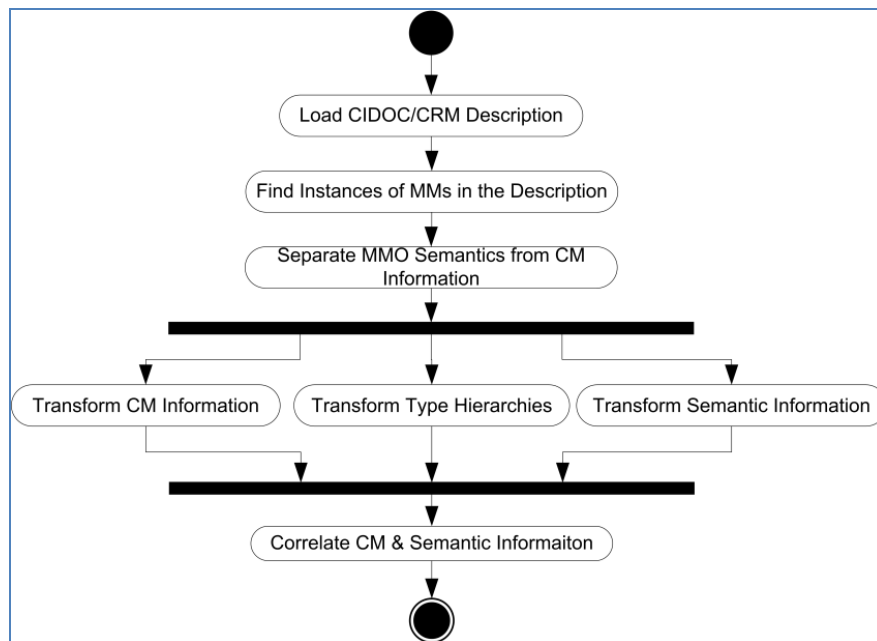 Load CIDOC/CRM Description
Find Instances of MMs in the Description
Separate MMO Semantics from CM
Information
Transform CM Information
Transform Type Hierarchies
Transform Semantic Information
Correlate CM & Semantic Informaiton